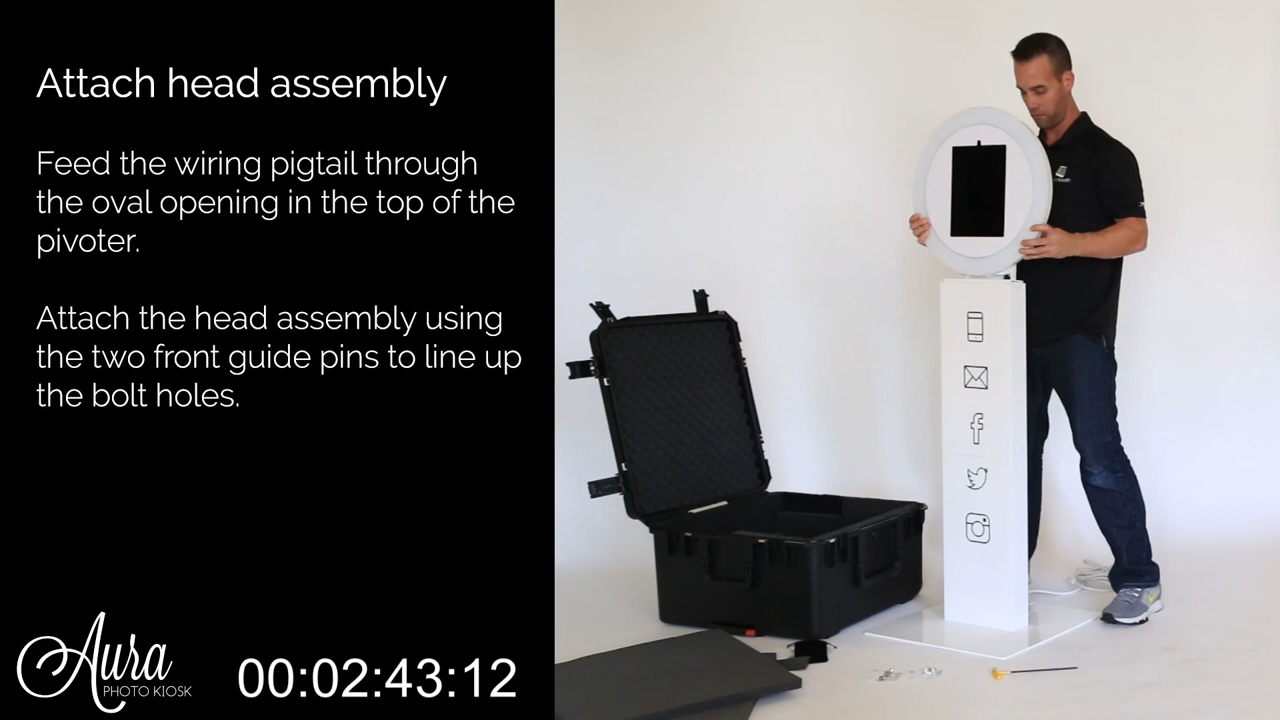 Attach head assembly
Feed the wiring pigtail through
the oval opening in the top of the
pivoter.
Attach the head assembly using
the two front guide pins to line up
the bolt holes.
Aura
PHOTO KIOSK
00:02:43:12